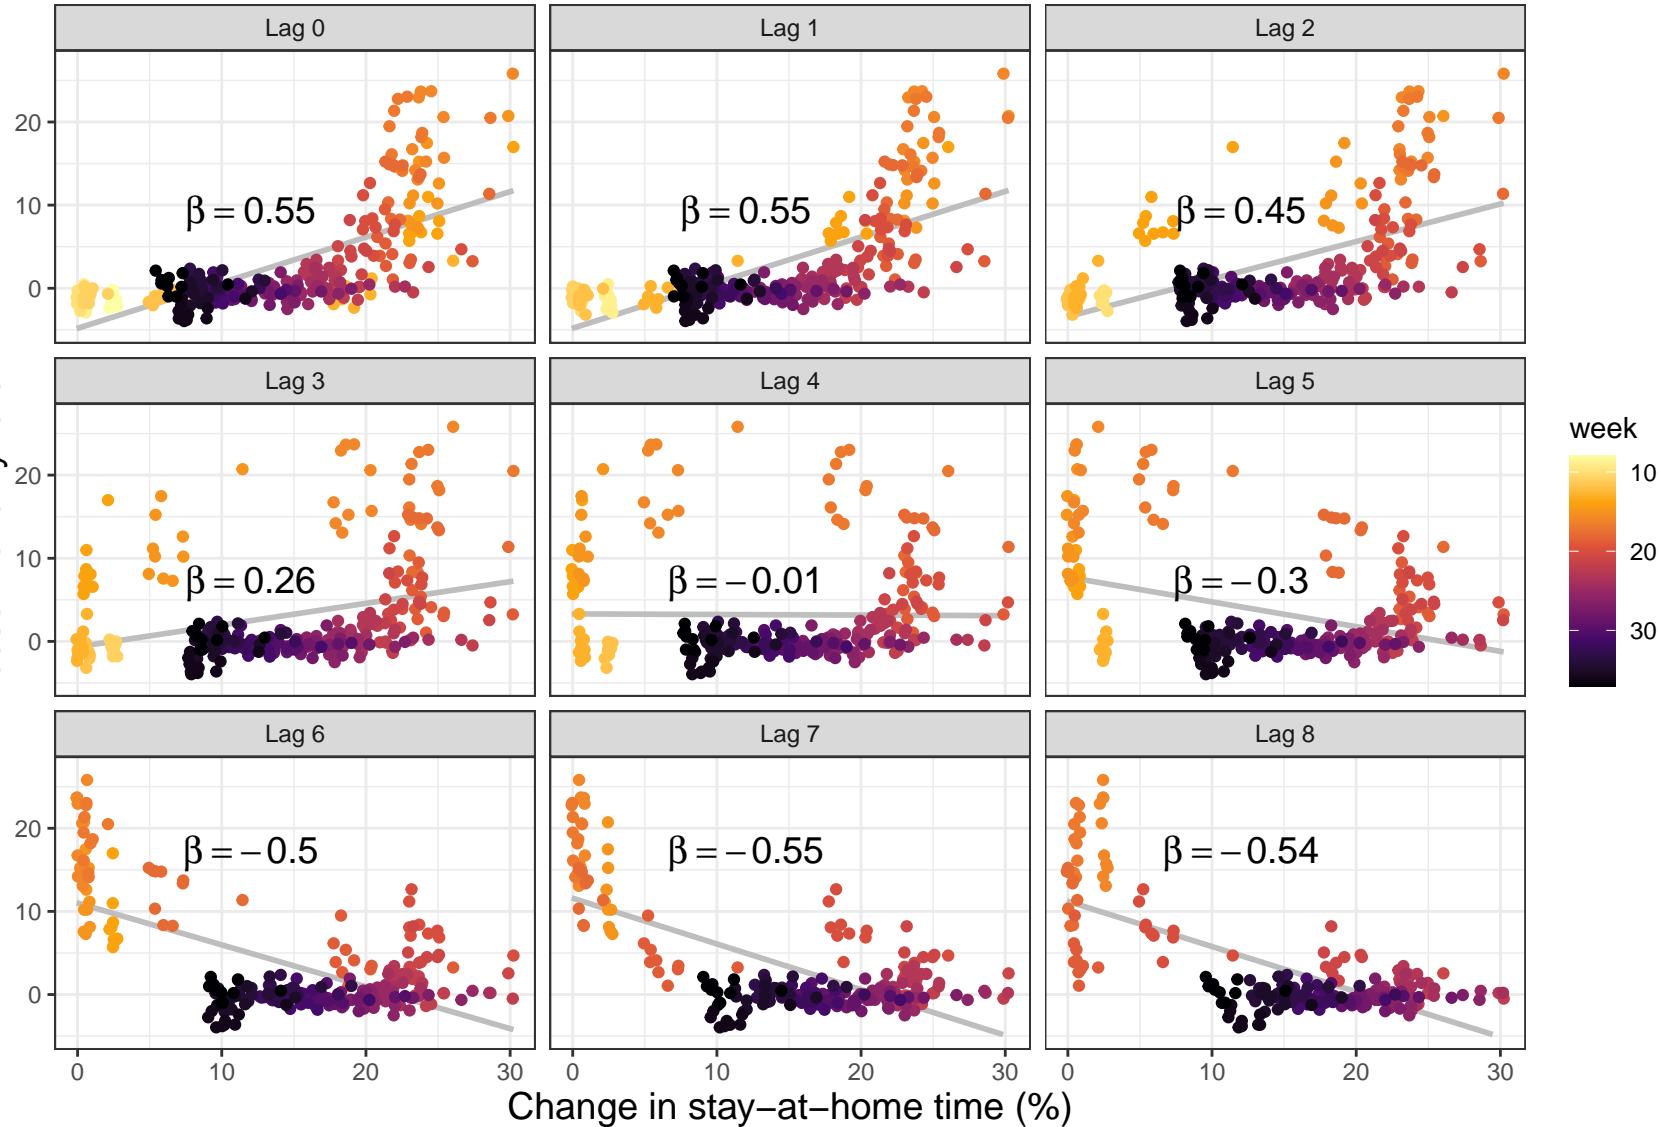 Lag 0 Lag 1 Lag 2
20
10
0
β = 0.55 β = 0.55 β = 0.45
Lag 3 Lag 4 Lag 5
20
10
0
β = 0.26 β = −0.01 β = −0.3
week
10
20
30
Lag 6 Lag 7 Lag 8
20
10
0
β = −0.5 β = −0.55 β = −0.54
0 10 20 30 0 10 20 30 0 10 20 30
Change in stay−at−home time (%)